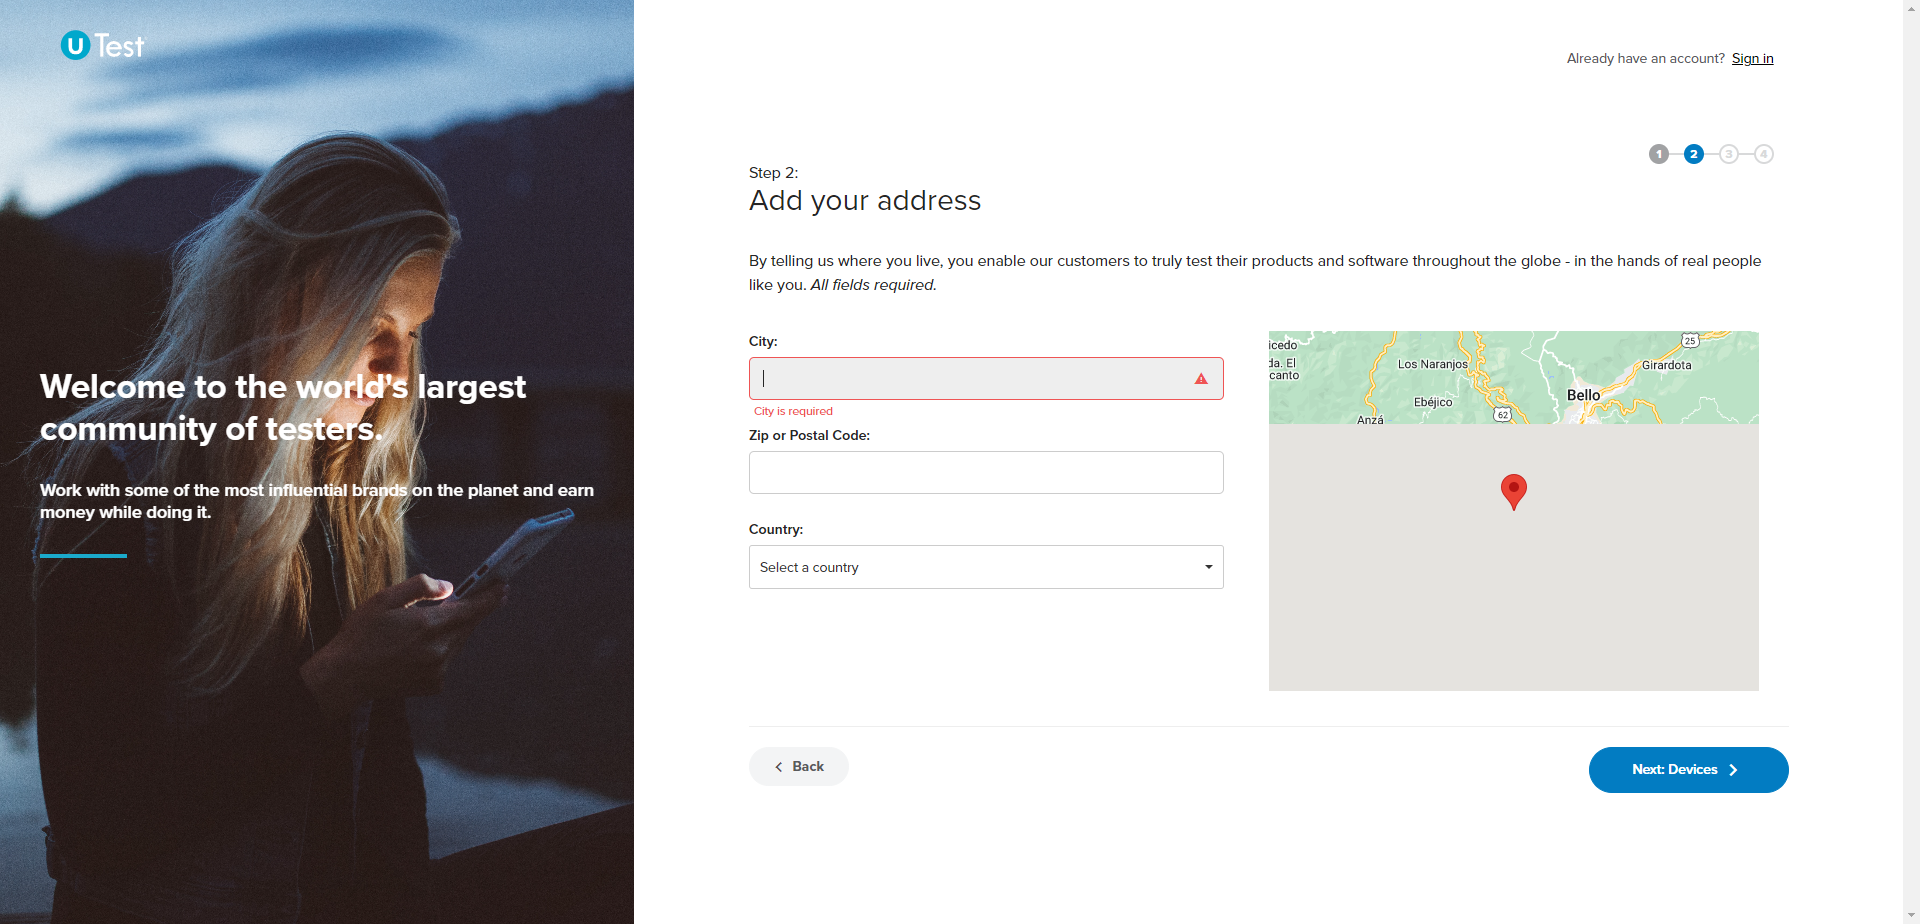 U Test
Welcome to the world's largest
community of testers.
Work with some of the most influential brands on the planet and earn
money while doing it.
Already have an account? Sign in
1 2 3 4
Step 2:
Add your address
By telling us where you live, you enable our customers to truly test their products and software throughout the globe - in the hands of real people
like you. All fields required.
City:
City is required
Zip or Postal Code:
Country:
Select a country
icedo
da. El
canto
Los Naranjos
25
Girardota
Ebéjico
Bello
62
Anzá
Back
Next: Devices